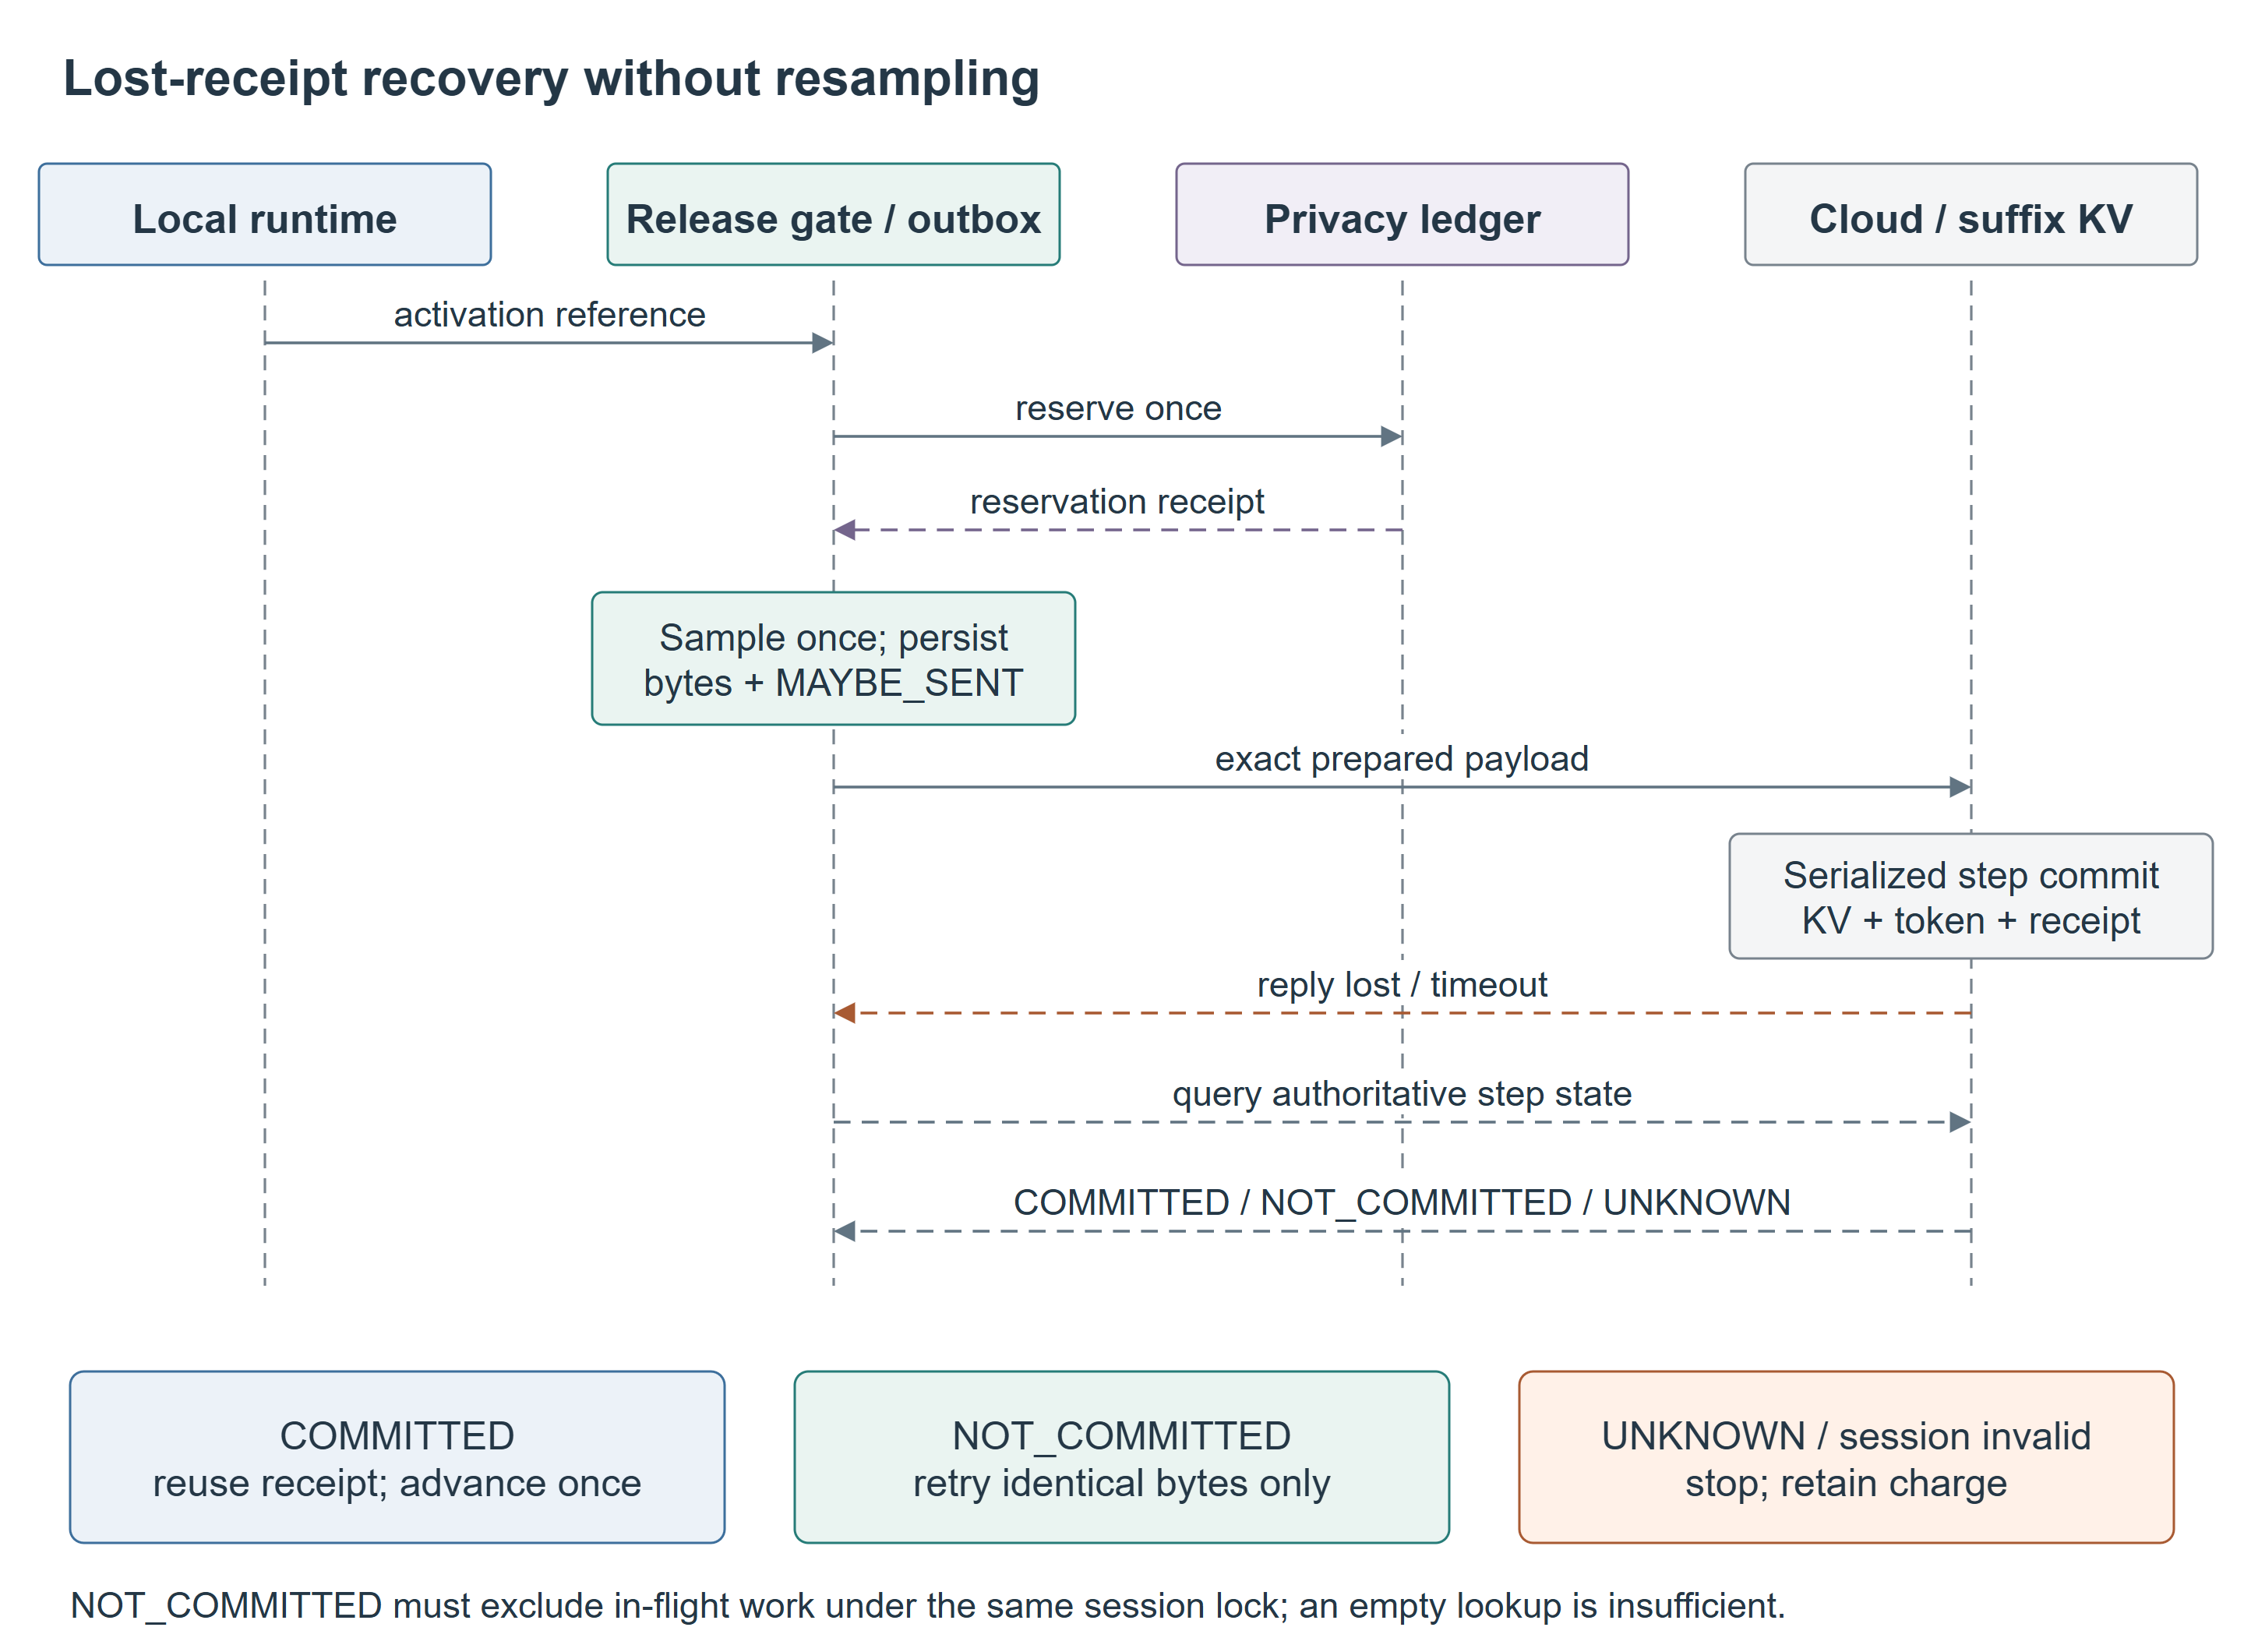 Lost-receipt recovery without resampling
Local runtime
Release gate / outbox
Privacy ledger
Cloud / suffix KV
activation reference
reserve once
reservation receipt
Sample once; persist
bytes + MAYBE_SENT
exact prepared payload
Serialized step commit
KV + token + receipt
reply lost / timeout
query authoritative step state
COMMITTED / NOT_COMMITTED / UNKNOWN
COMMITTED
reuse receipt; advance once
NOT_COMMITTED
retry identical bytes only
UNKNOWN / session invalid
stop; retain charge
NOT_COMMITTED must exclude in-flight work under the same session lock; an empty lookup is insufficient.